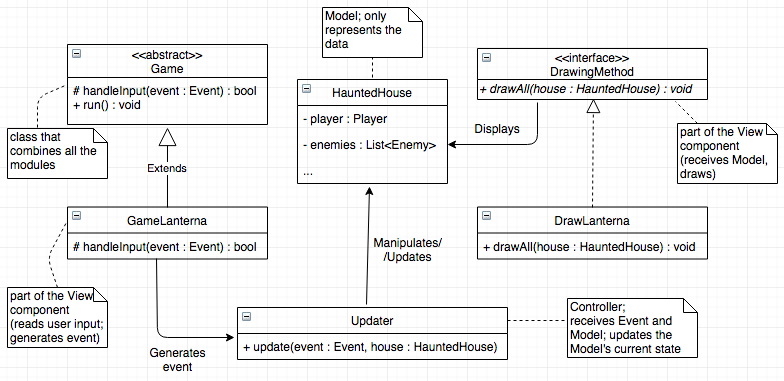 Model; only
represents the
data
<<abstract>>
Game
# handleInput(event : Event) : bool
+ run() : void
HauntedHouse
- player : Player
- enemies : List<Enemy>
...
<<interface>>
DrawingMethod
+ drawAll(house : HauntedHouse) : void
class that
combines all the
modules
Extends
Displays
part of the View
component
(receives Model,
draws)
GameLanterna
# handleInput(event : Event) : bool
DrawLanterna
+ drawAll(house : HauntedHouse) : void
Manipulates/
/Updates
part of the View
component
(reads user input;
generates event)
Generates
event
Updater
+ update(event : Event, house : HauntedHouse)
Controller;
receives Event and
Model; updates the
Model's current state